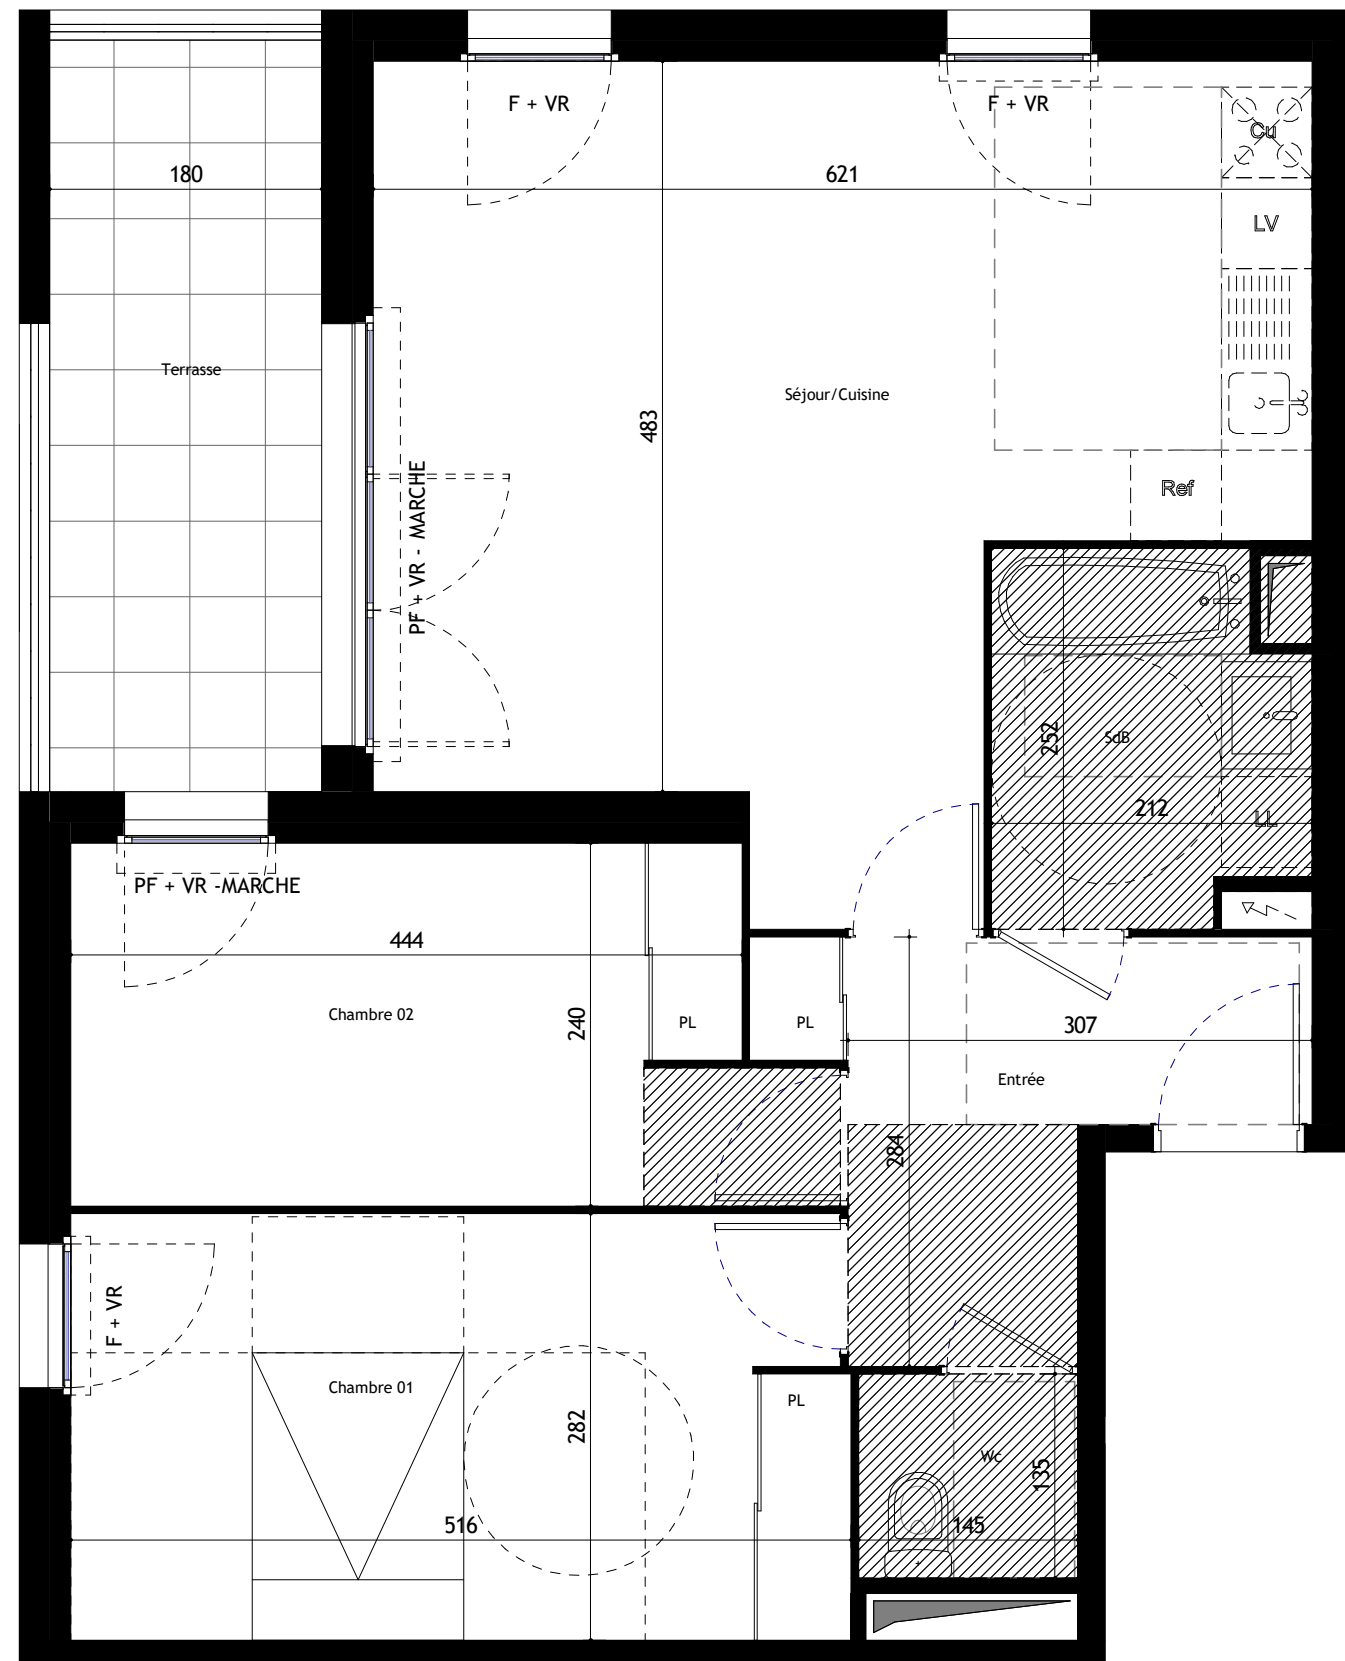 F + VR
F + VR
Cu
180
621
LV
Terrasse
Séjour/Cuisine
483
PF + VR - MARCHE
Ref
252
SdB
212
LL
PF + VR -MARCHE
444
Chambre 02
240
PL
PL
307
Entrée
284
F + VR
Chambre 01
282
PL
Wc
135
516
145